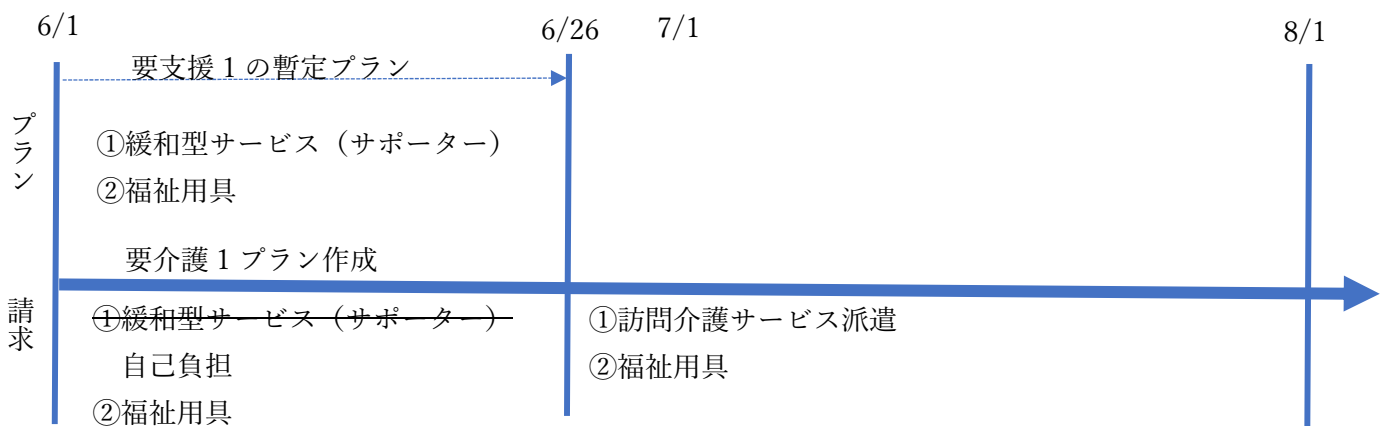 6/1
6/26
7/1
8/1
要支援1の暫定プラン
プラン
①緩和型サービス（サポーター）
②福祉用具
要介護1プラン作成
請求
①緩和型サービス（サポーター）
自己負担
②福祉用具
①訪問介護サービス派遣
②福祉用具